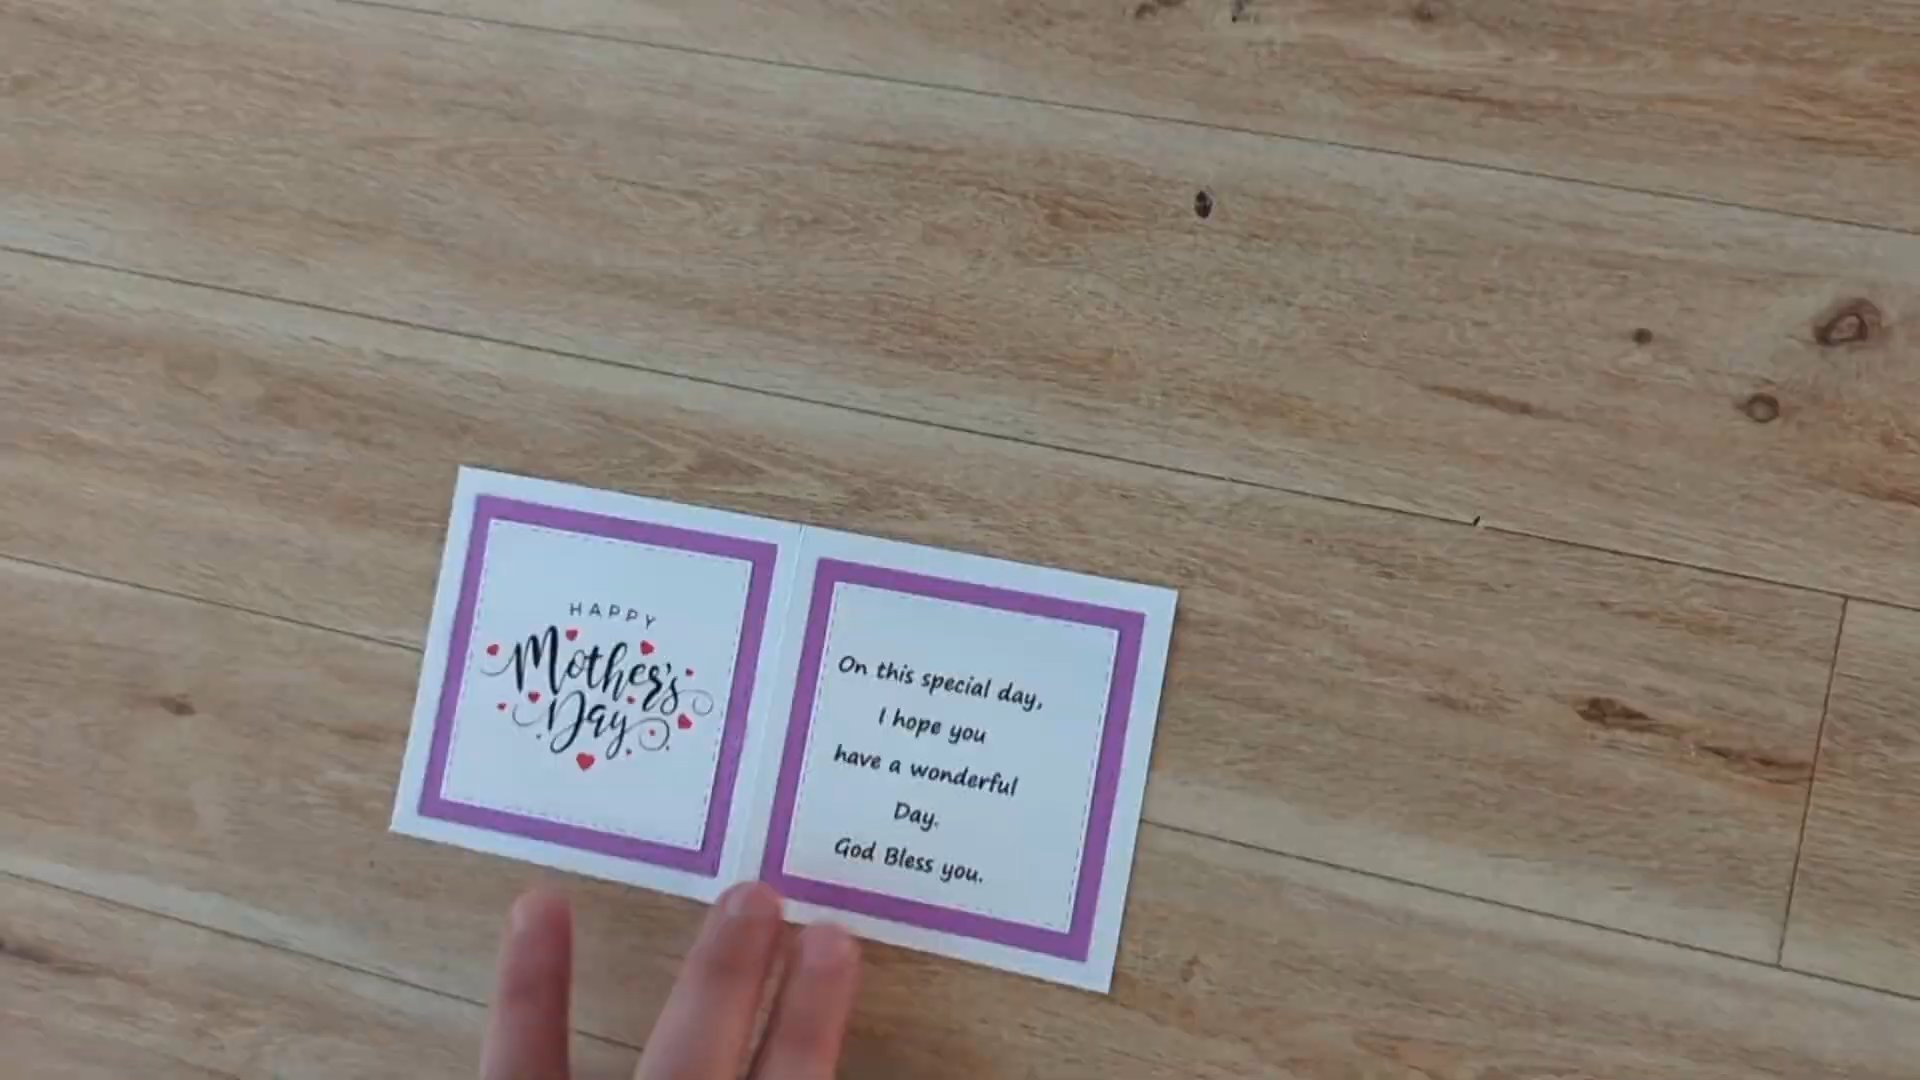 HAPPY
Mother's
Day
On this special day,
I hope you
have a wonderful
Day.
God Bless you.